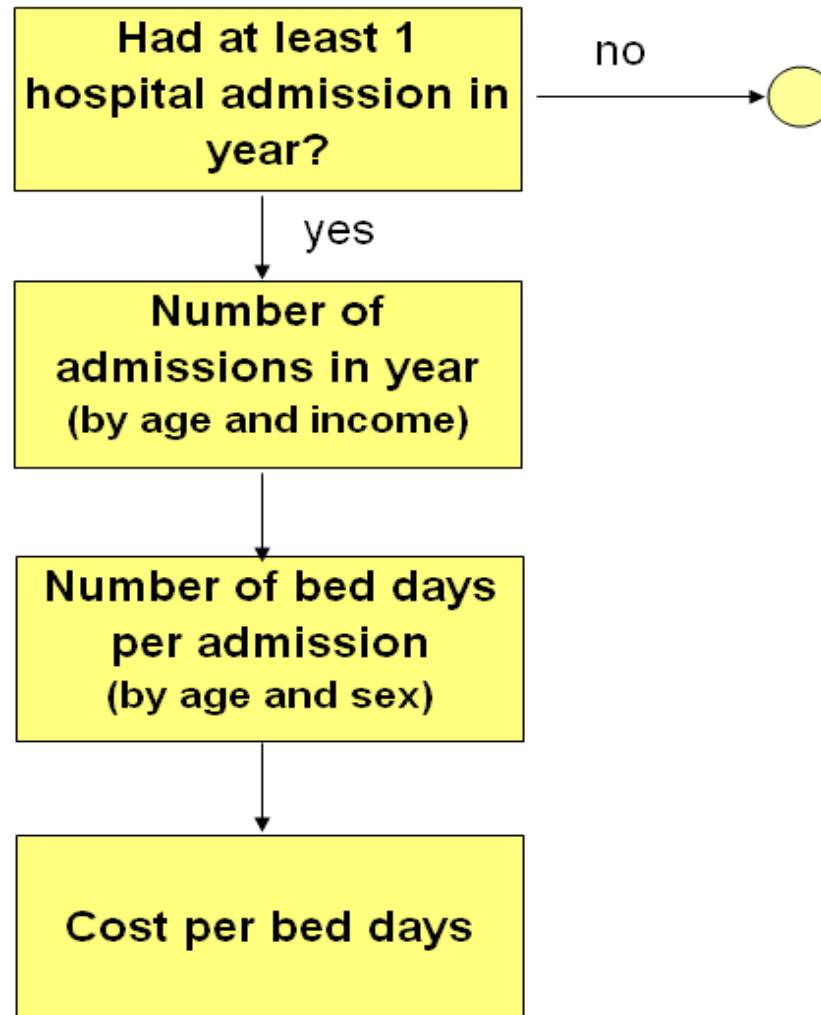 Had at least 1
hospital admission in
year?
no
yes
Number of
admissions in year
(by age and income)
Number of bed days
per admission
(by age and sex)
Cost per bed days